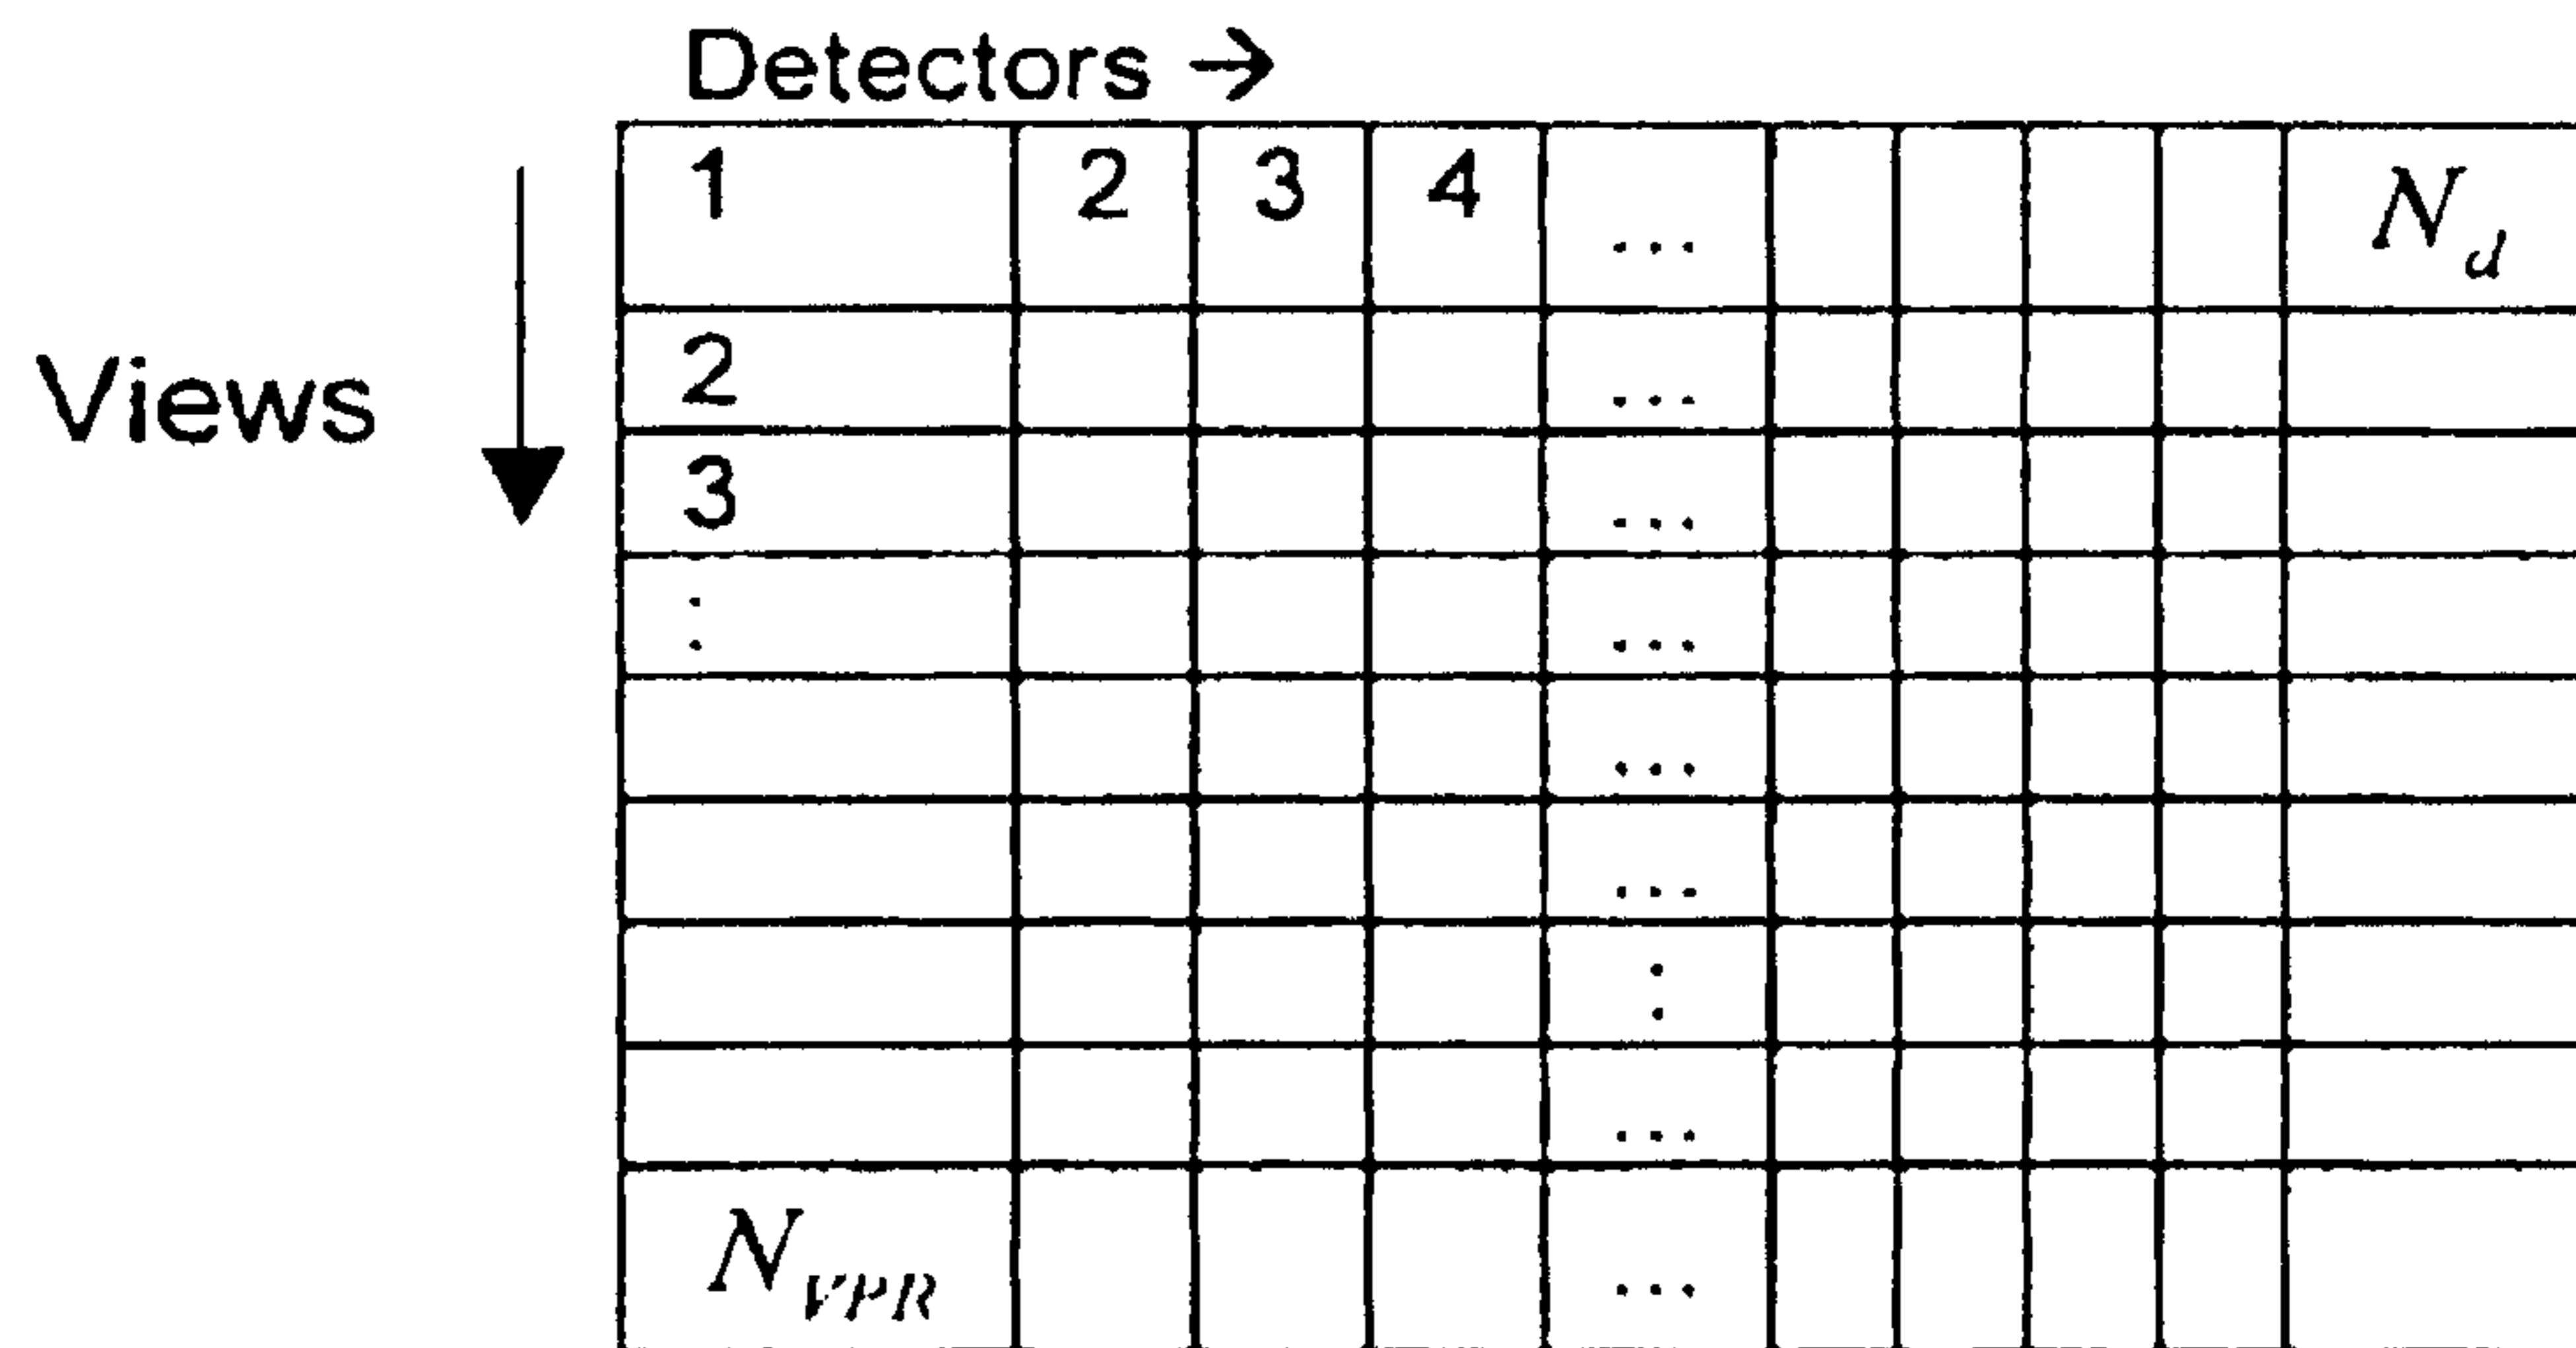 Detectors →
1 2 3 4 ... N_d
Views
2 ...
3 ...
: ...
...
...
:
...
N_VPR ...